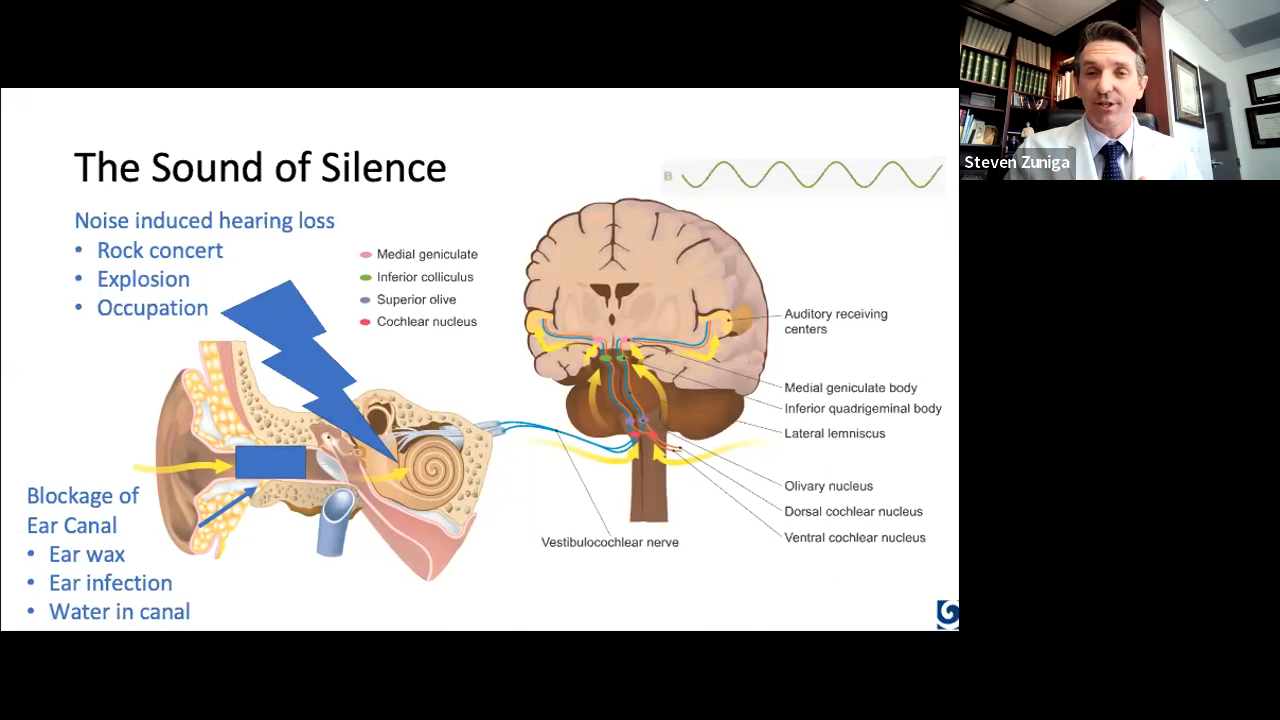 The Sound of Silence
B
Noise induced hearing loss
• Rock concert
• Explosion
• Occupation
Medial geniculate
Inferior colliculus
Superior olive
Cochlear nucleus
Auditory receiving
centers
Medial geniculate body
Inferior quadrigeminal body
Lateral lemniscus
Olivary nucleus
Dorsal cochlear nucleus
Ventral cochlear nucleus
Vestibulocochlear nerve
Blockage of
Ear Canal
• Ear wax
• Ear infection
• Water in canal
Steven Zuniga